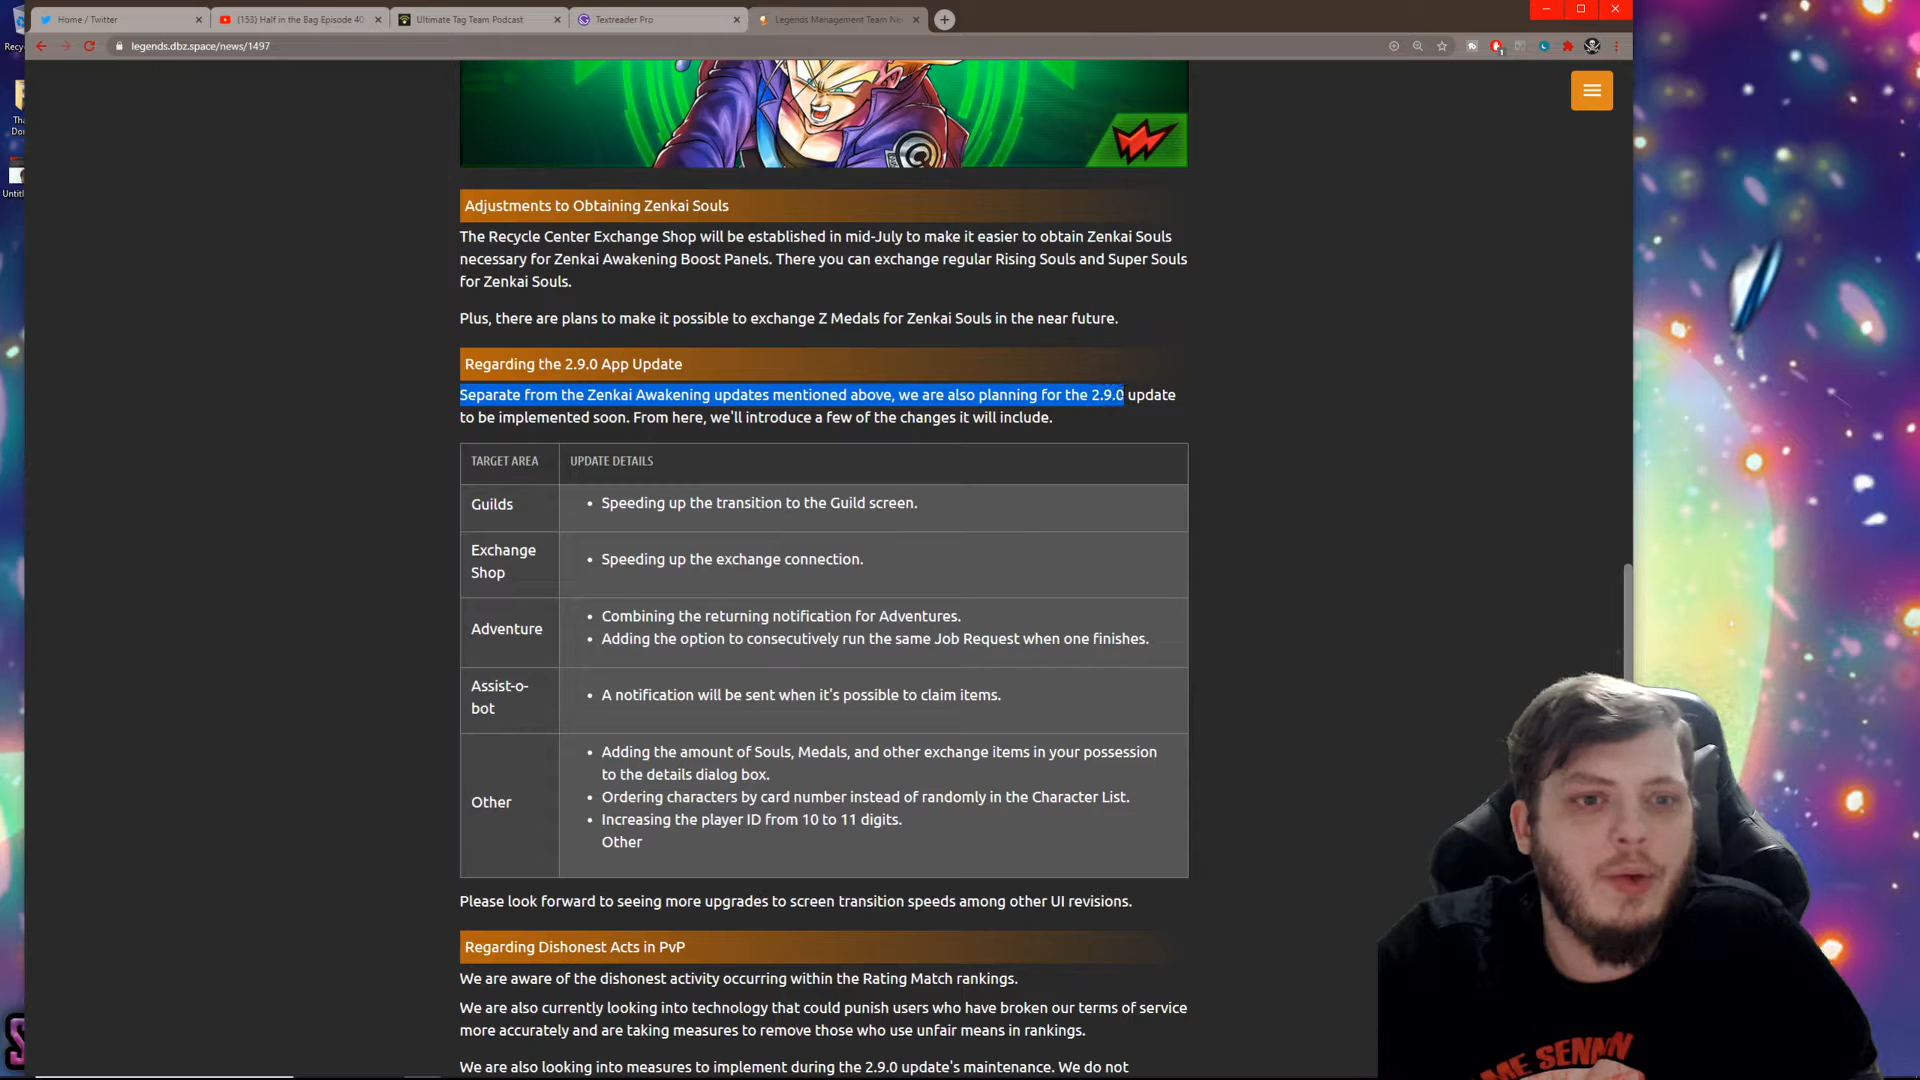 Home / Twitter
(153) Half in the Bag Episode 40
Ultimate Tag Team Podcast
Textreader Pro
Legends Management Team Ne
legends.dbz.space/news/1497
Adjustments to Obtaining Zenkai Souls
The Recycle Center Exchange Shop will be established in mid-July to make it easier to obtain Zenkai Souls
necessary for Zenkai Awakening Boost Panels. There you can exchange regular Rising Souls and Super Souls
for Zenkai Souls.
Plus, there are plans to make it possible to exchange Z Medals for Zenkai Souls in the near future.
Regarding the 2.9.0 App Update
Separate from the Zenkai Awakening updates mentioned above, we are also planning for the 2.9.0 update
to be implemented soon. From here, we'll introduce a few of the changes it will include.
TARGET AREA UPDATE DETAILS
Guilds
• Speeding up the transition to the Guild screen.
Exchange
Shop
• Speeding up the exchange connection.
Adventure
• Combining the returning notification for Adventures.
• Adding the option to consecutively run the same Job Request when one finishes.
Assist-o-
bot
• A notification will be sent when it's possible to claim items.
Other
• Adding the amount of Souls, Medals, and other exchange items in your possession
to the details dialog box.
• Ordering characters by card number instead of randomly in the Character List.
• Increasing the player ID from 10 to 11 digits.
Other
Please look forward to seeing more upgrades to screen transition speeds among other UI revisions.
Regarding Dishonest Acts in PvP
We are aware of the dishonest activity occurring within the Rating Match rankings.
We are also currently looking into technology that could punish users who have broken our terms of service
more accurately and are taking measures to remove those who use unfair means in rankings.
We are also looking into measures to implement during the 2.9.0 update's maintenance. We do not